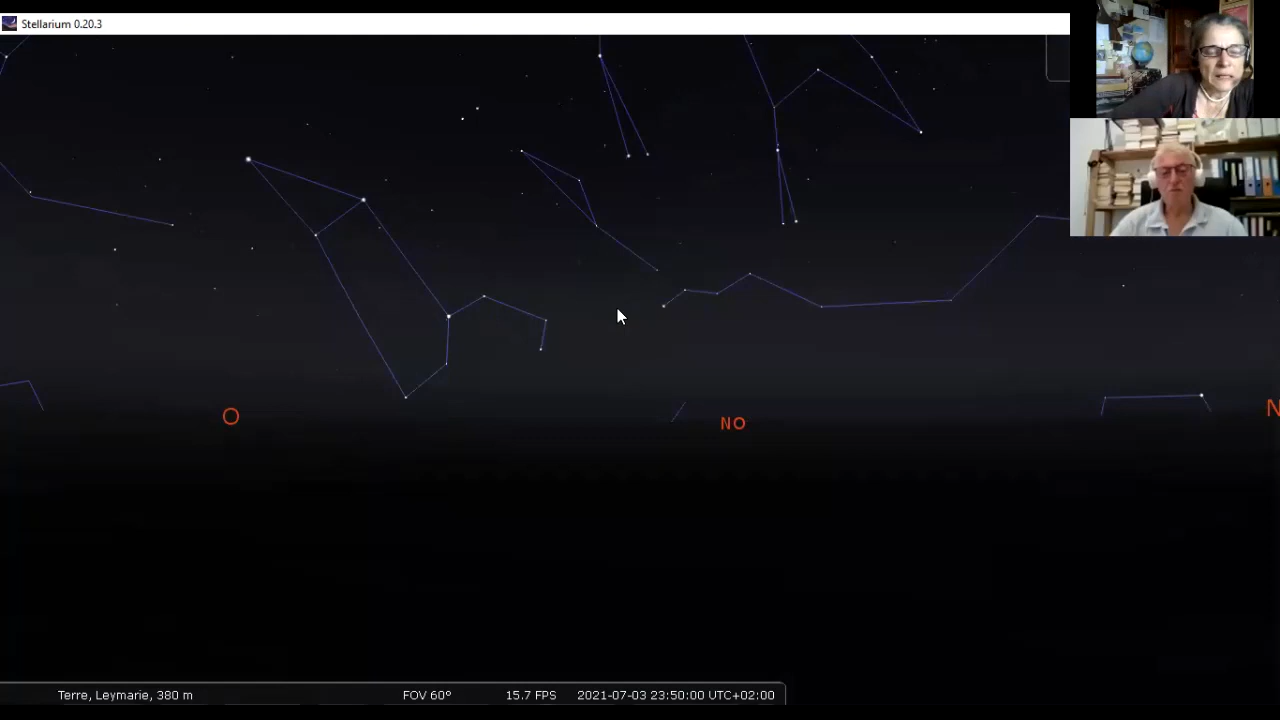 Stellarium 0.20.3
O
NO
N
Terre, Leymarie, 380 m FOV 60° 15.7 FPS 2021-07-03 23:50:00 UTC+02:00